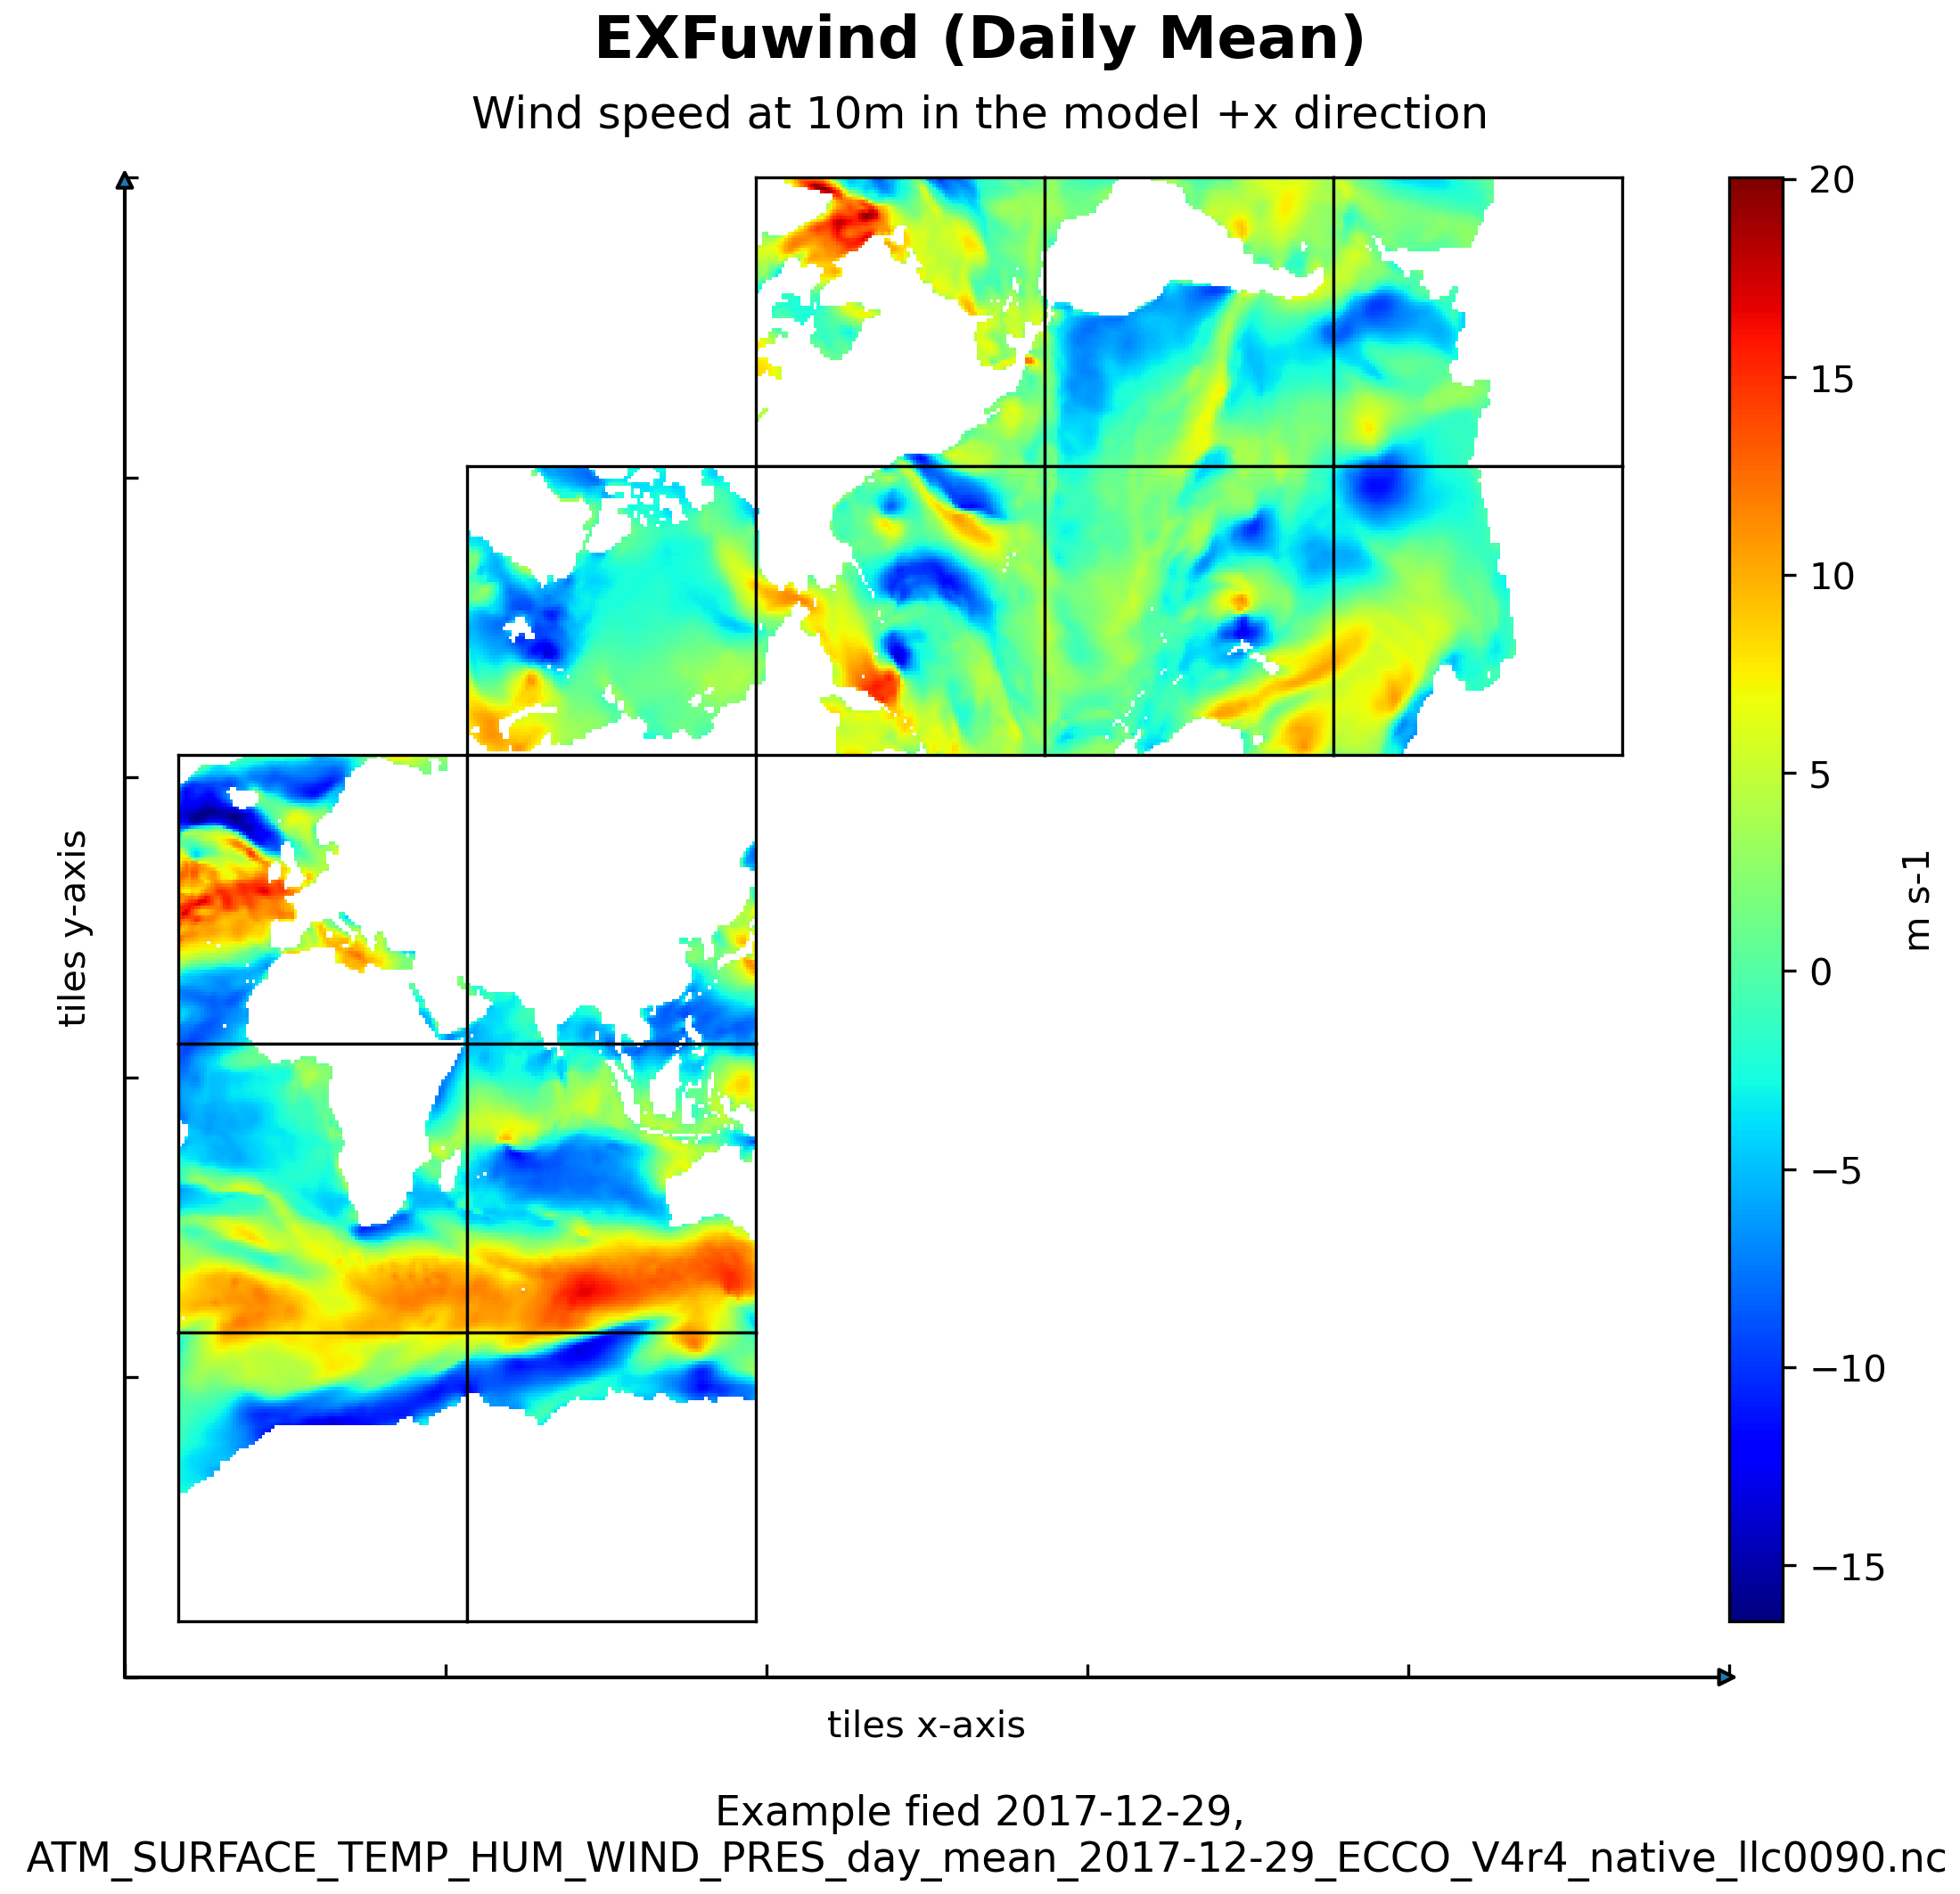 EXFuwind (Daily Mean)
Wind speed at 10m in the model +x direction
20
15
10
5
0
−5
−10
−15
m s-1
tiles y-axis
tiles x-axis
Example fied 2017-12-29,
ATM_SURFACE_TEMP_HUM_WIND_PRES_day_mean_2017-12-29_ECCO_V4r4_native_llc0090.nc